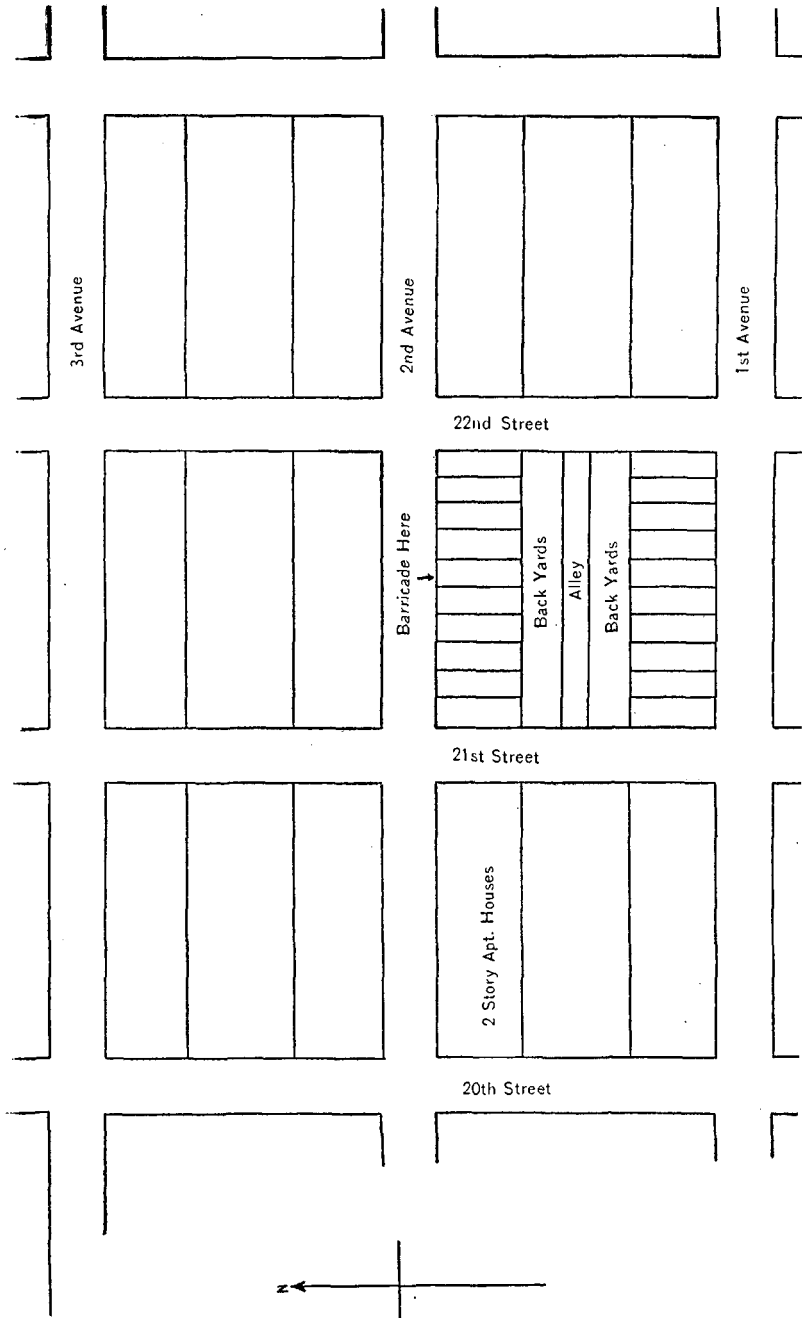 3rd Avenue
2nd Avenue
1st Avenue
22nd Street
Barricade Here
Back Yards
Alley
Back Yards
21st Street
2 Story Apt. Houses
20th Street
N